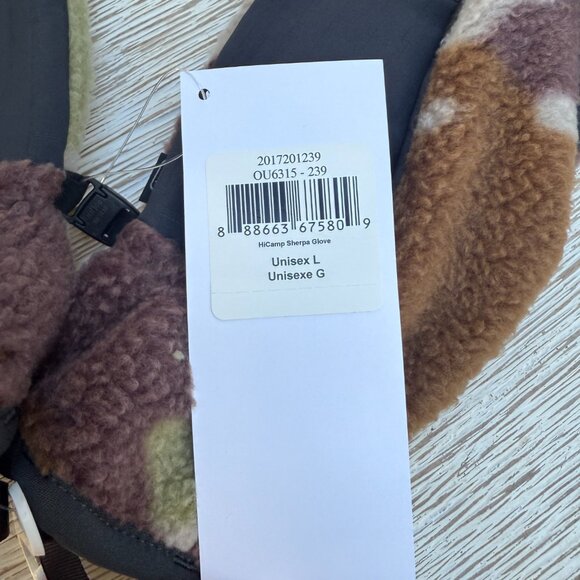 2017201239
OU6315 - 239
8 88663 67580 9
HiCamp Sherpa Glove
Unisex L
Unisexe G